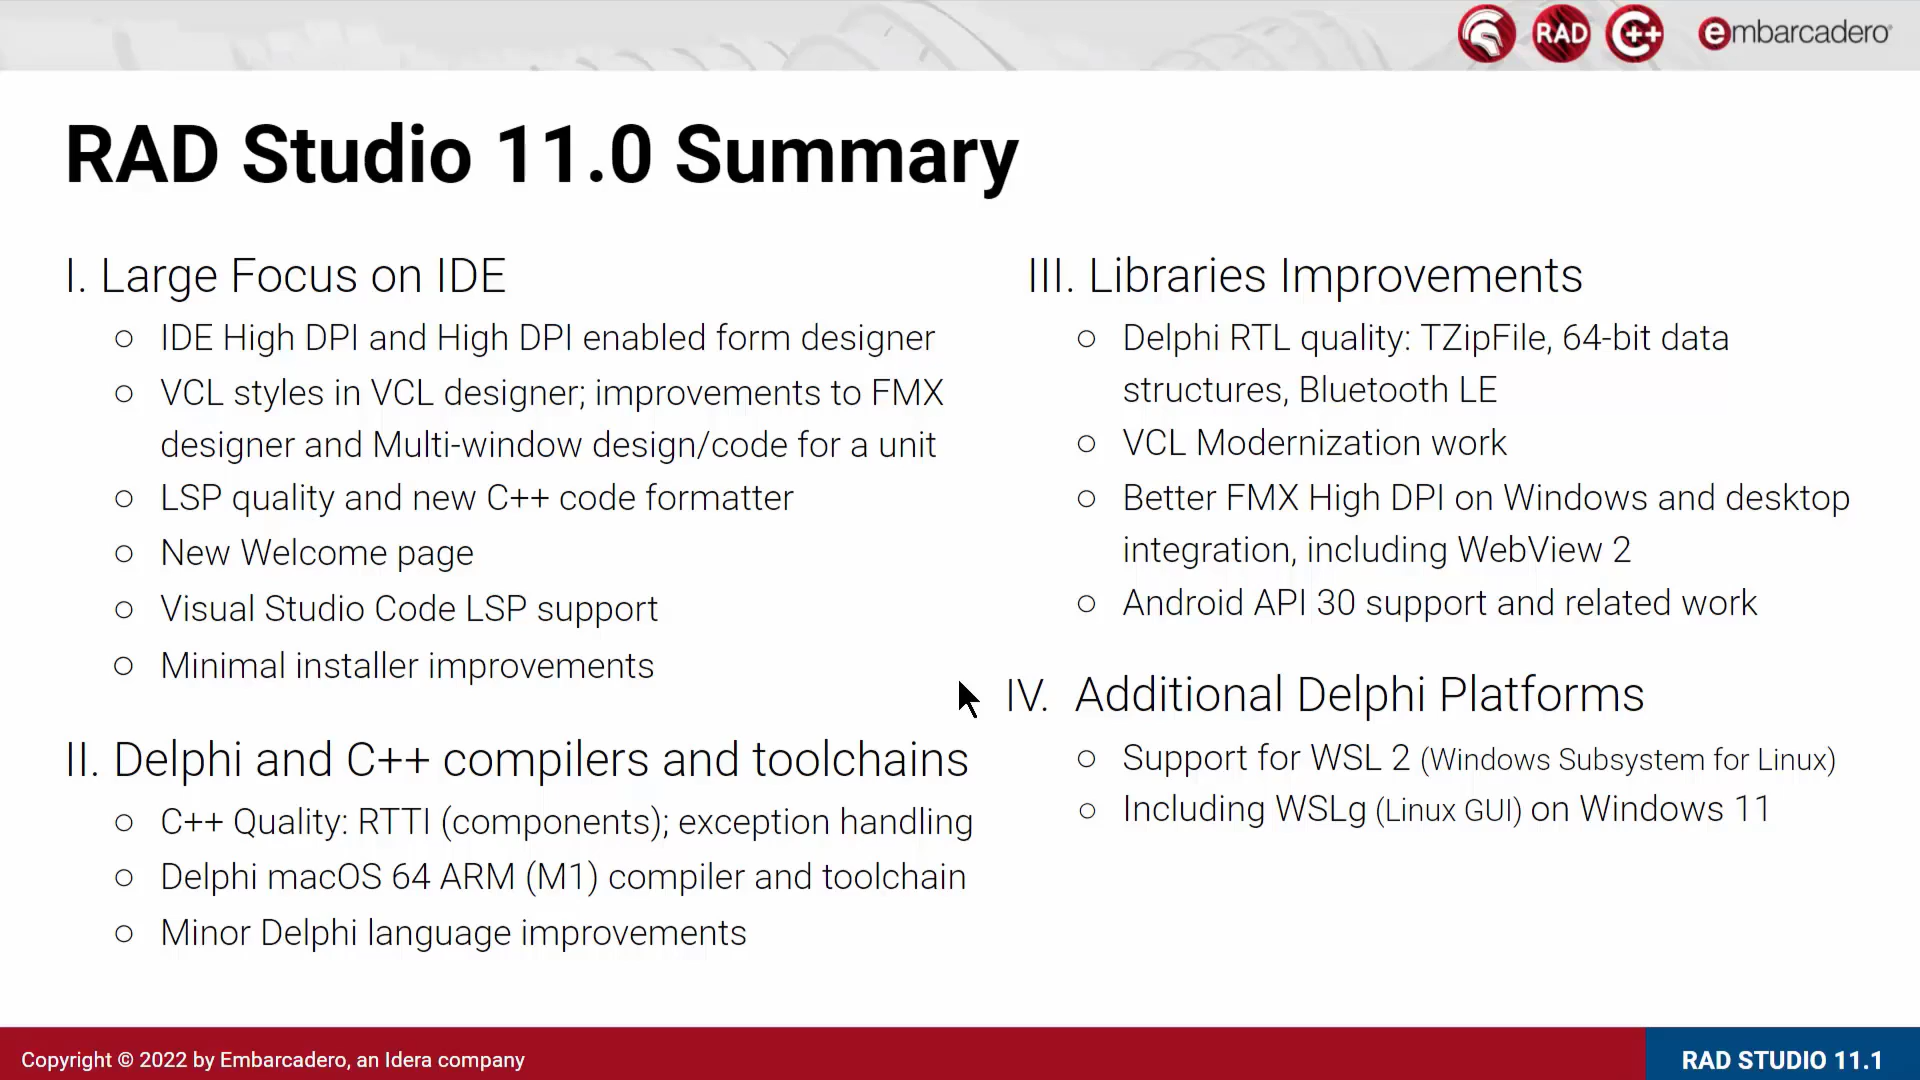 RAD
C++
embarcadero
RAD Studio 11.0 Summary
I. Large Focus on IDE
○ IDE High DPI and High DPI enabled form designer
○ VCL styles in VCL designer; improvements to FMX
designer and Multi-window design/code for a unit
○ LSP quality and new C++ code formatter
○ New Welcome page
○ Visual Studio Code LSP support
○ Minimal installer improvements
II. Delphi and C++ compilers and toolchains
○ C++ Quality: RTTI (components); exception handling
○ Delphi macOS 64 ARM (M1) compiler and toolchain
○ Minor Delphi language improvements
III. Libraries Improvements
○ Delphi RTL quality: TZipFile, 64-bit data
structures, Bluetooth LE
○ VCL Modernization work
○ Better FMX High DPI on Windows and desktop
integration, including WebView 2
○ Android API 30 support and related work
IV. Additional Delphi Platforms
○ Support for WSL 2 (Windows Subsystem for Linux)
○ Including WSLg (Linux GUI) on Windows 11
Copyright © 2022 by Embarcadero, an Idera company
RAD STUDIO 11.1